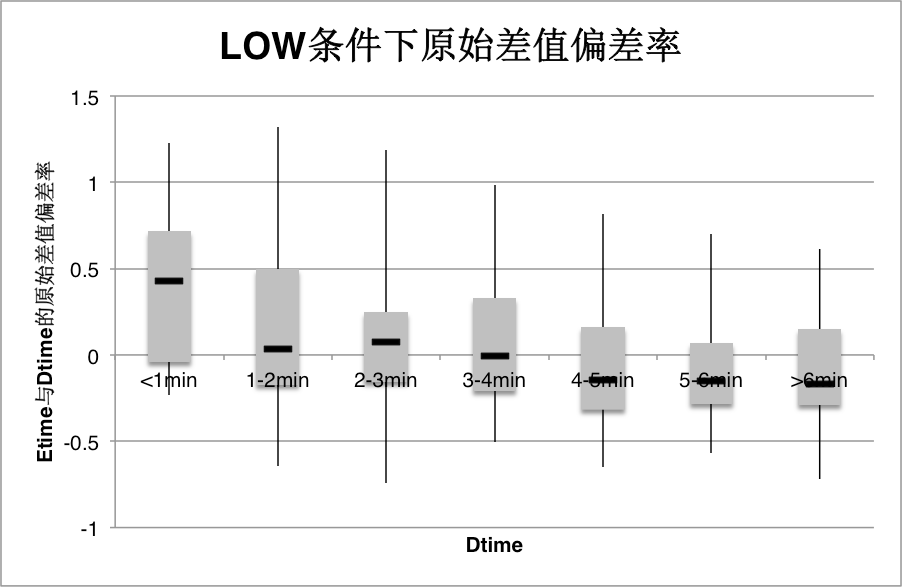 LOW条件下原始差值偏差率
Etime与Dtime的原始差值偏差率
1.5
1
0.5
0
-0.5
-1
<1min
1-2min
2-3min
3-4min
4-5min
5-6min
>6min
Dtime